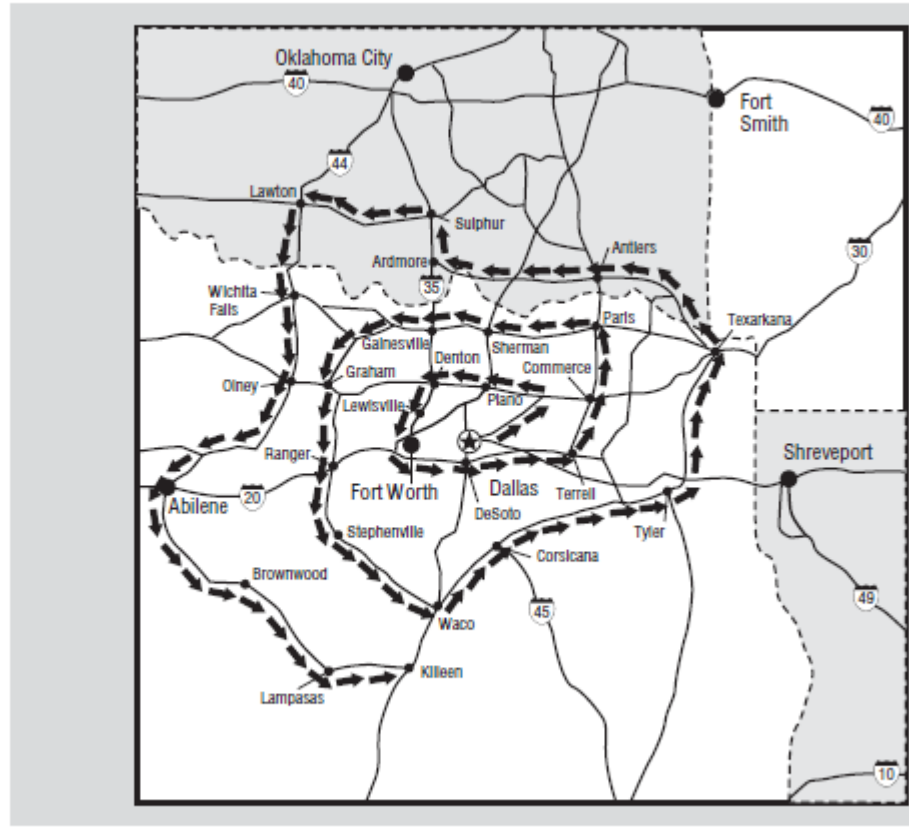 Oklahoma City
40
Fort
Smith
40
44
Lawton
Sulphur
Antlers
30
Ardmore
35
Wichita
Falls
Paris
Texarkana
Gainesville
Sherman
Denton
Commerce
Olney
Graham
Plano
Lewisville
Shreveport
Ranger
Fort Worth
Dallas
Terrell
Abilene
20
DeSoto
Tyler
Stephenville
Corsicana
Brownwood
49
45
Waco
Killeen
Lampasas
10